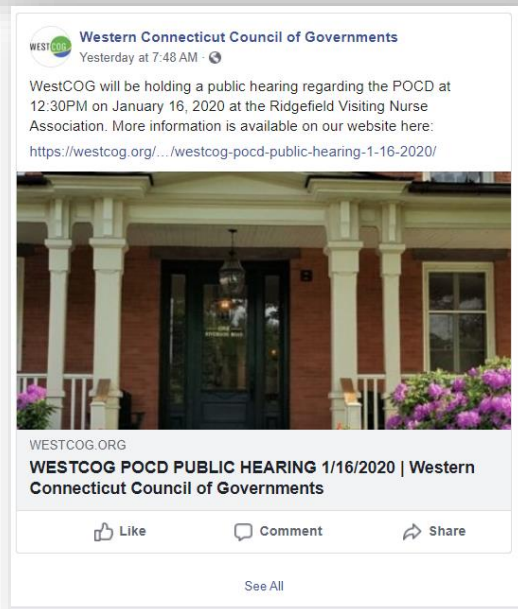 WESTCOG
Western Connecticut Council of Governments
Yesterday at 7:48 AM ·
WestCOG will be holding a public hearing regarding the POCD at
12:30PM on January 16, 2020 at the Ridgefield Visiting Nurse
Association. More information is available on our website here:
https://westcog.org/…/westcog-pocd-public-hearing-1-16-2020/
WESTCOG.ORG
WESTCOG POCD PUBLIC HEARING 1/16/2020 | Western
Connecticut Council of Governments
Like
Comment
Share
See All